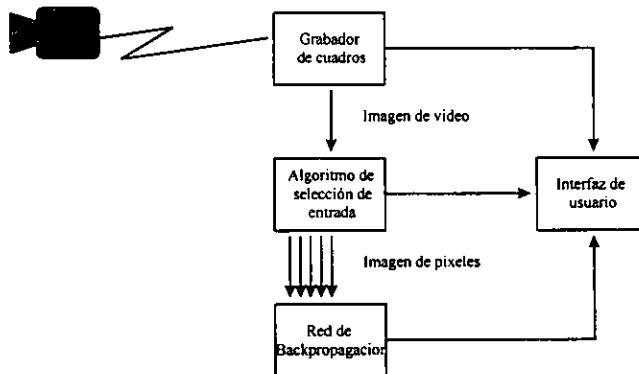 Grabador
de cuadros
Imagen de video
Algoritmo de
selección de
entrada
Interfaz de
usuario
Imagen de pixeles
Red de
Backpropagacion